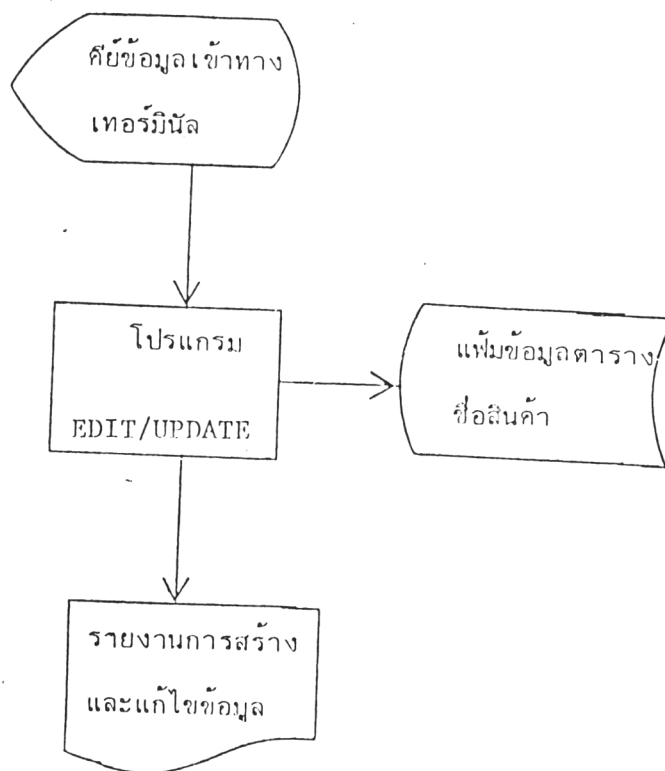 คีย์ข้อมูลเข้าทาง
เทอร์มินัล
โปรแกรม
EDIT/UPDATE
แฟ้มข้อมูลตาราง
ชื่อสินค้า
รายงานการสร้าง
และแก้ไขข้อมูล